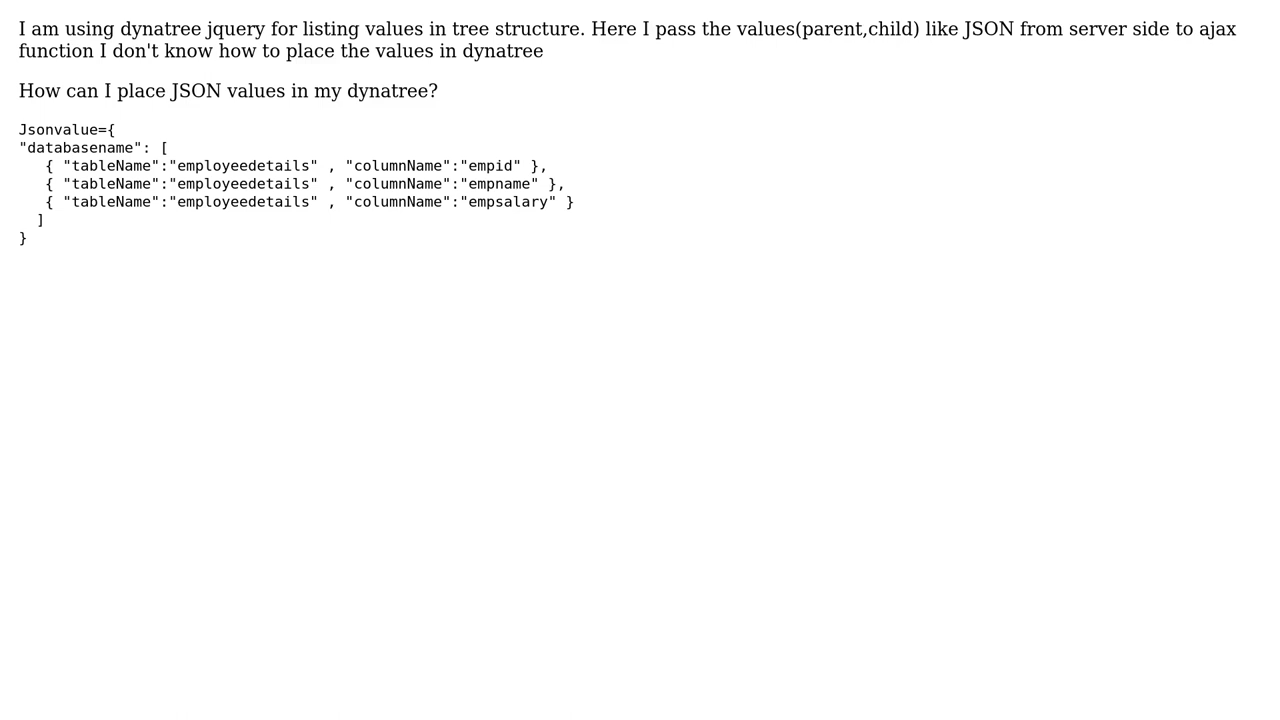 I am using dynatree jquery for listing values in tree structure. Here I pass the values(parent,child) like JSON from server side to ajax
function I don't know how to place the values in dynatree
How can I place JSON values in my dynatree?
Jsonvalue={
"databasename": [
   { "tableName":"employeedetails" , "columnName":"empid" },
   { "tableName":"employeedetails" , "columnName":"empname" },
   { "tableName":"employeedetails" , "columnName":"empsalary" }
  ]
}